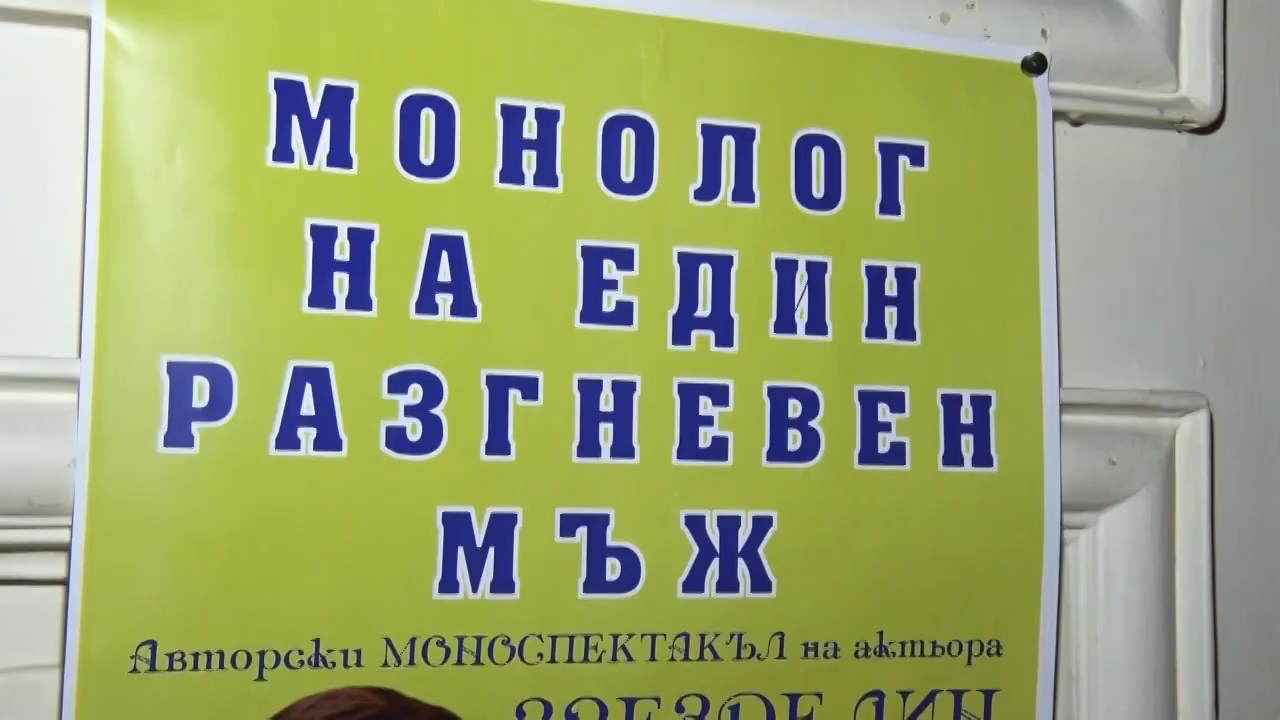 МОНОЛОГ
НА ЕДИН
РАЗГНЕВЕН
МЪЖ
Авторски МОНОСПЕКТАКЪЛ на актьора